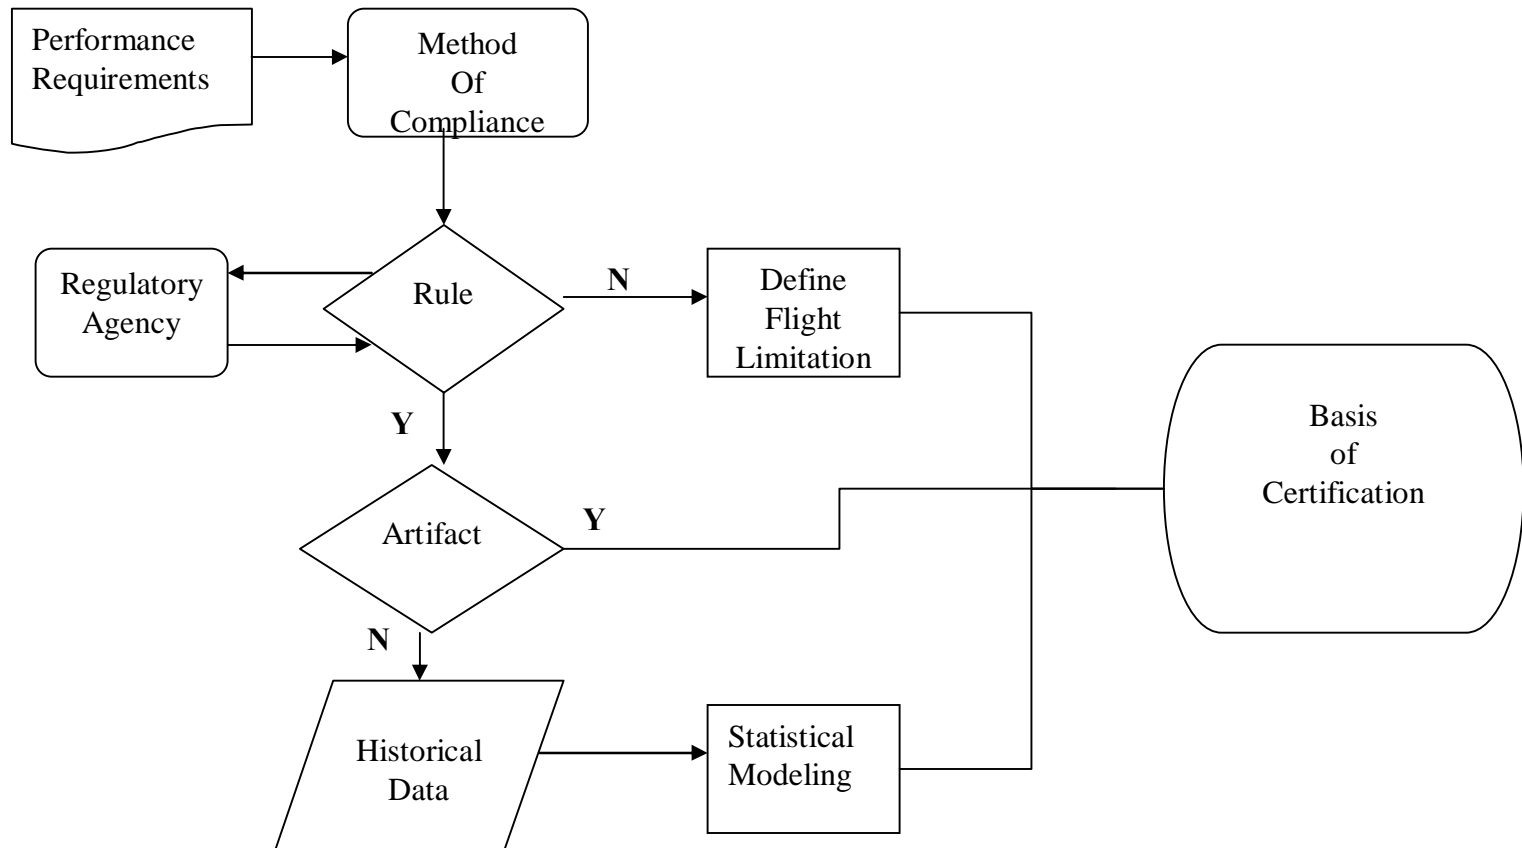 Performance
Requirements
Method
Of
Compliance
Regulatory
Agency
Rule
N
Define
Flight
Limitation
Y
Basis
of
Certification
Artifact
Y
N
Historical
Data
Statistical
Modeling